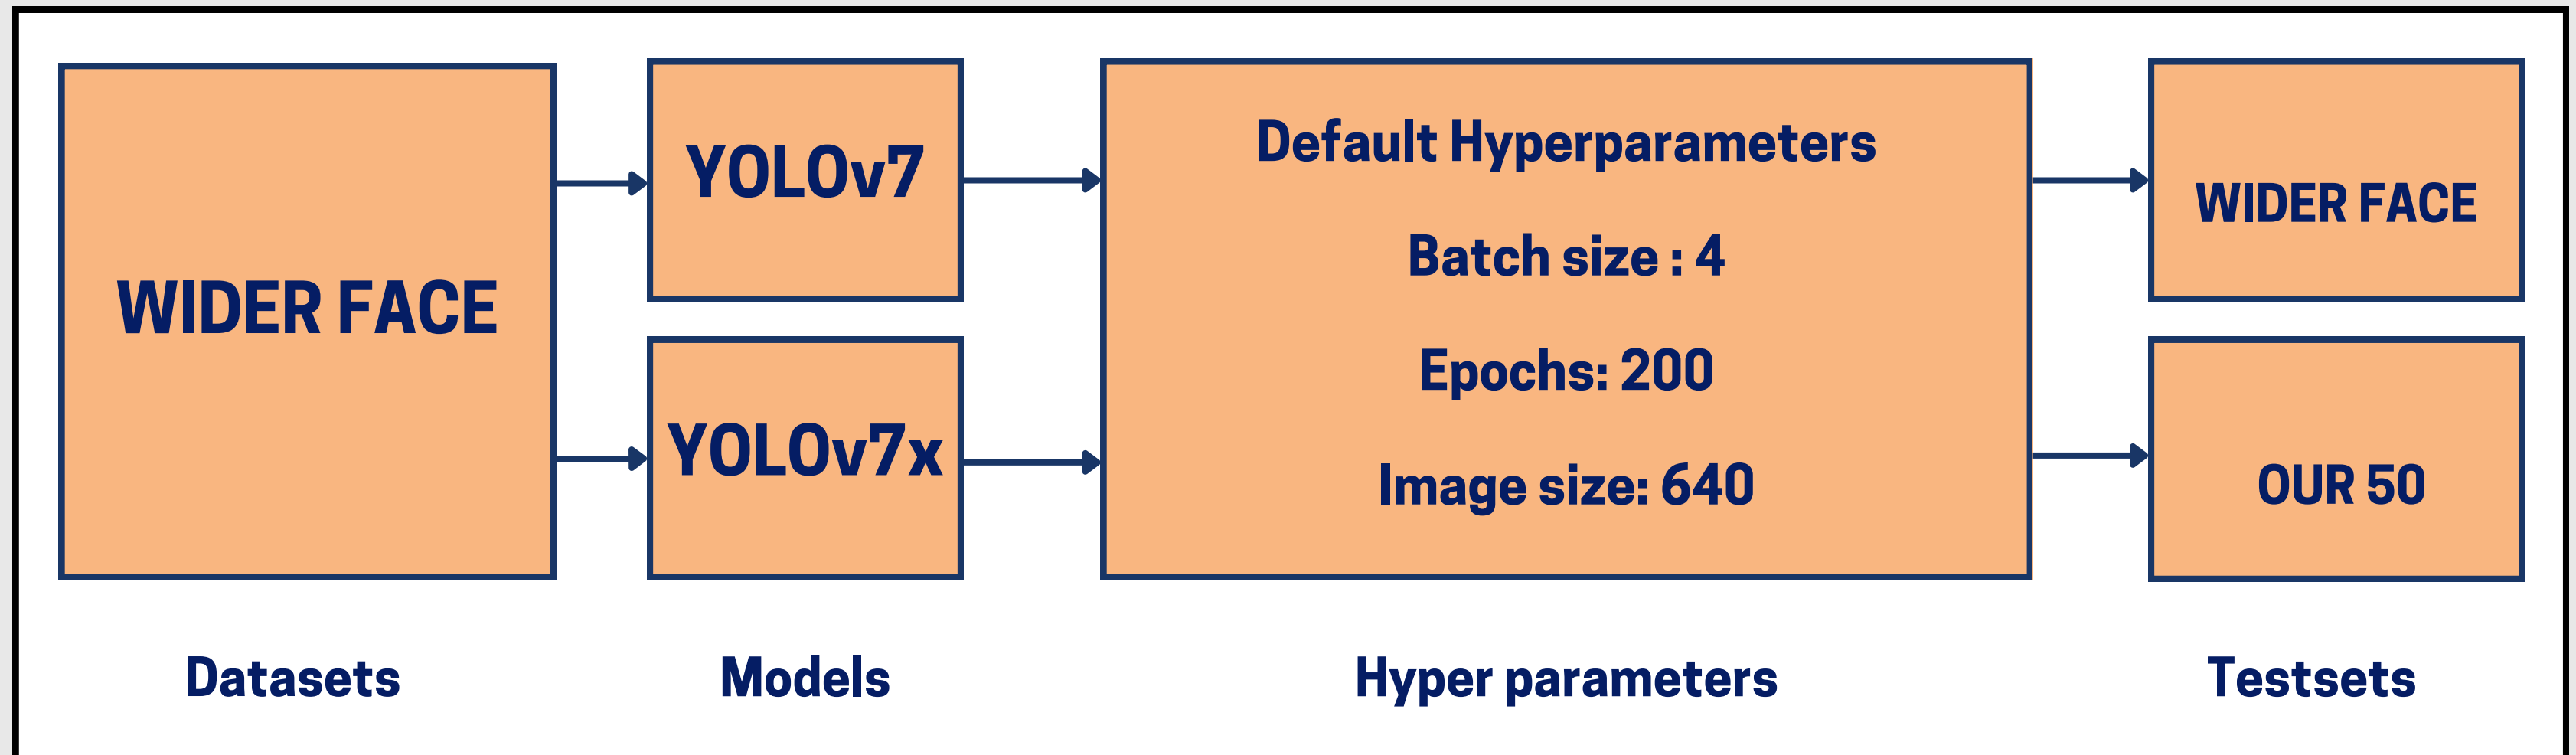 WIDER FACE
YOLOv7
YOLOv7x
Default Hyperparameters
Batch size : 4
Epochs: 200
Image size: 640
WIDER FACE
OUR 50
Datasets
Models
Hyper parameters
Testsets